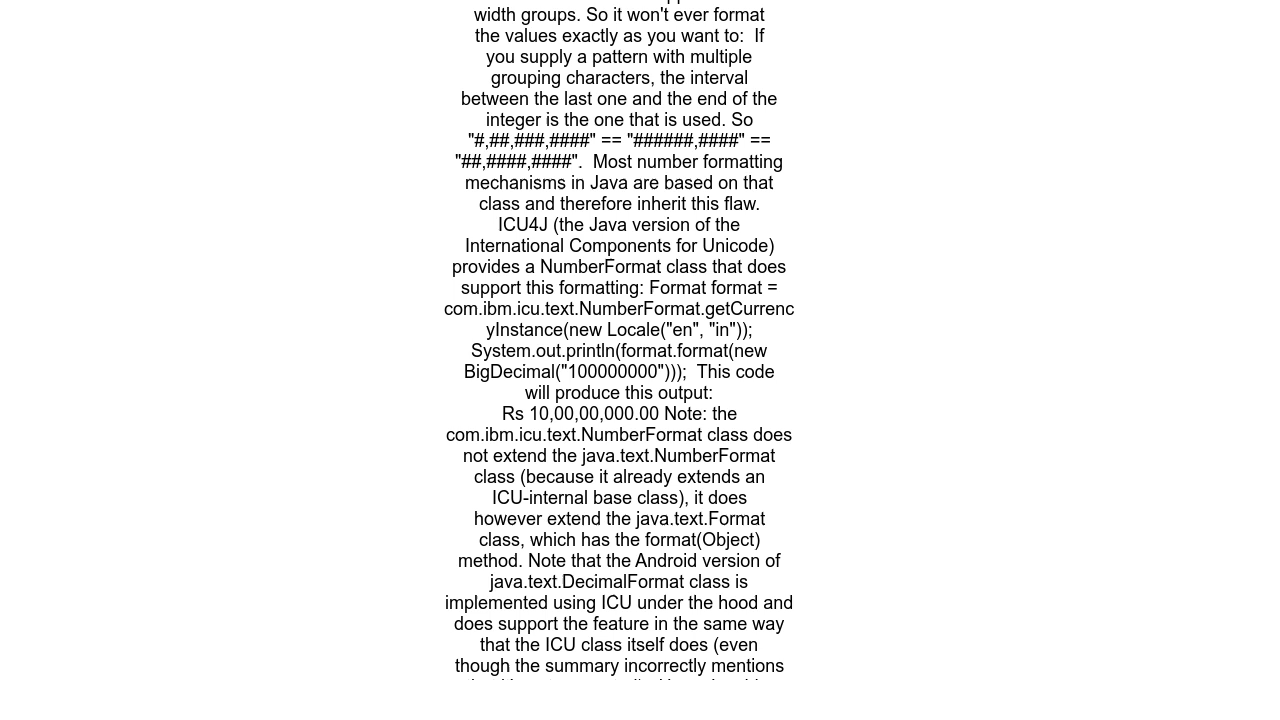 width groups. So it won't ever format
the values exactly as you want to:  If
you supply a pattern with multiple
grouping characters, the interval
between the last one and the end of the
integer is the one that is used. So
"#,##,###,####" == "######,####" ==
"##,####,####".  Most number formatting
mechanisms in Java are based on that
class and therefore inherit this flaw.
ICU4J (the Java version of the
International Components for Unicode)
provides a NumberFormat class that does
support this formatting: Format format =
com.ibm.icu.text.NumberFormat.getCurrenc
yInstance(new Locale("en", "in"));
System.out.println(format.format(new
BigDecimal("100000000")));  This code
will produce this output:
Rs 10,00,00,000.00 Note: the
com.ibm.icu.text.NumberFormat class does
not extend the java.text.NumberFormat
class (because it already extends an
ICU-internal base class), it does
however extend the java.text.Format
class, which has the format(Object)
method. Note that the Android version of
java.text.DecimalFormat class is
implemented using ICU under the hood and
does support the feature in the same way
that the ICU class itself does (even
though the summary incorrectly mentions